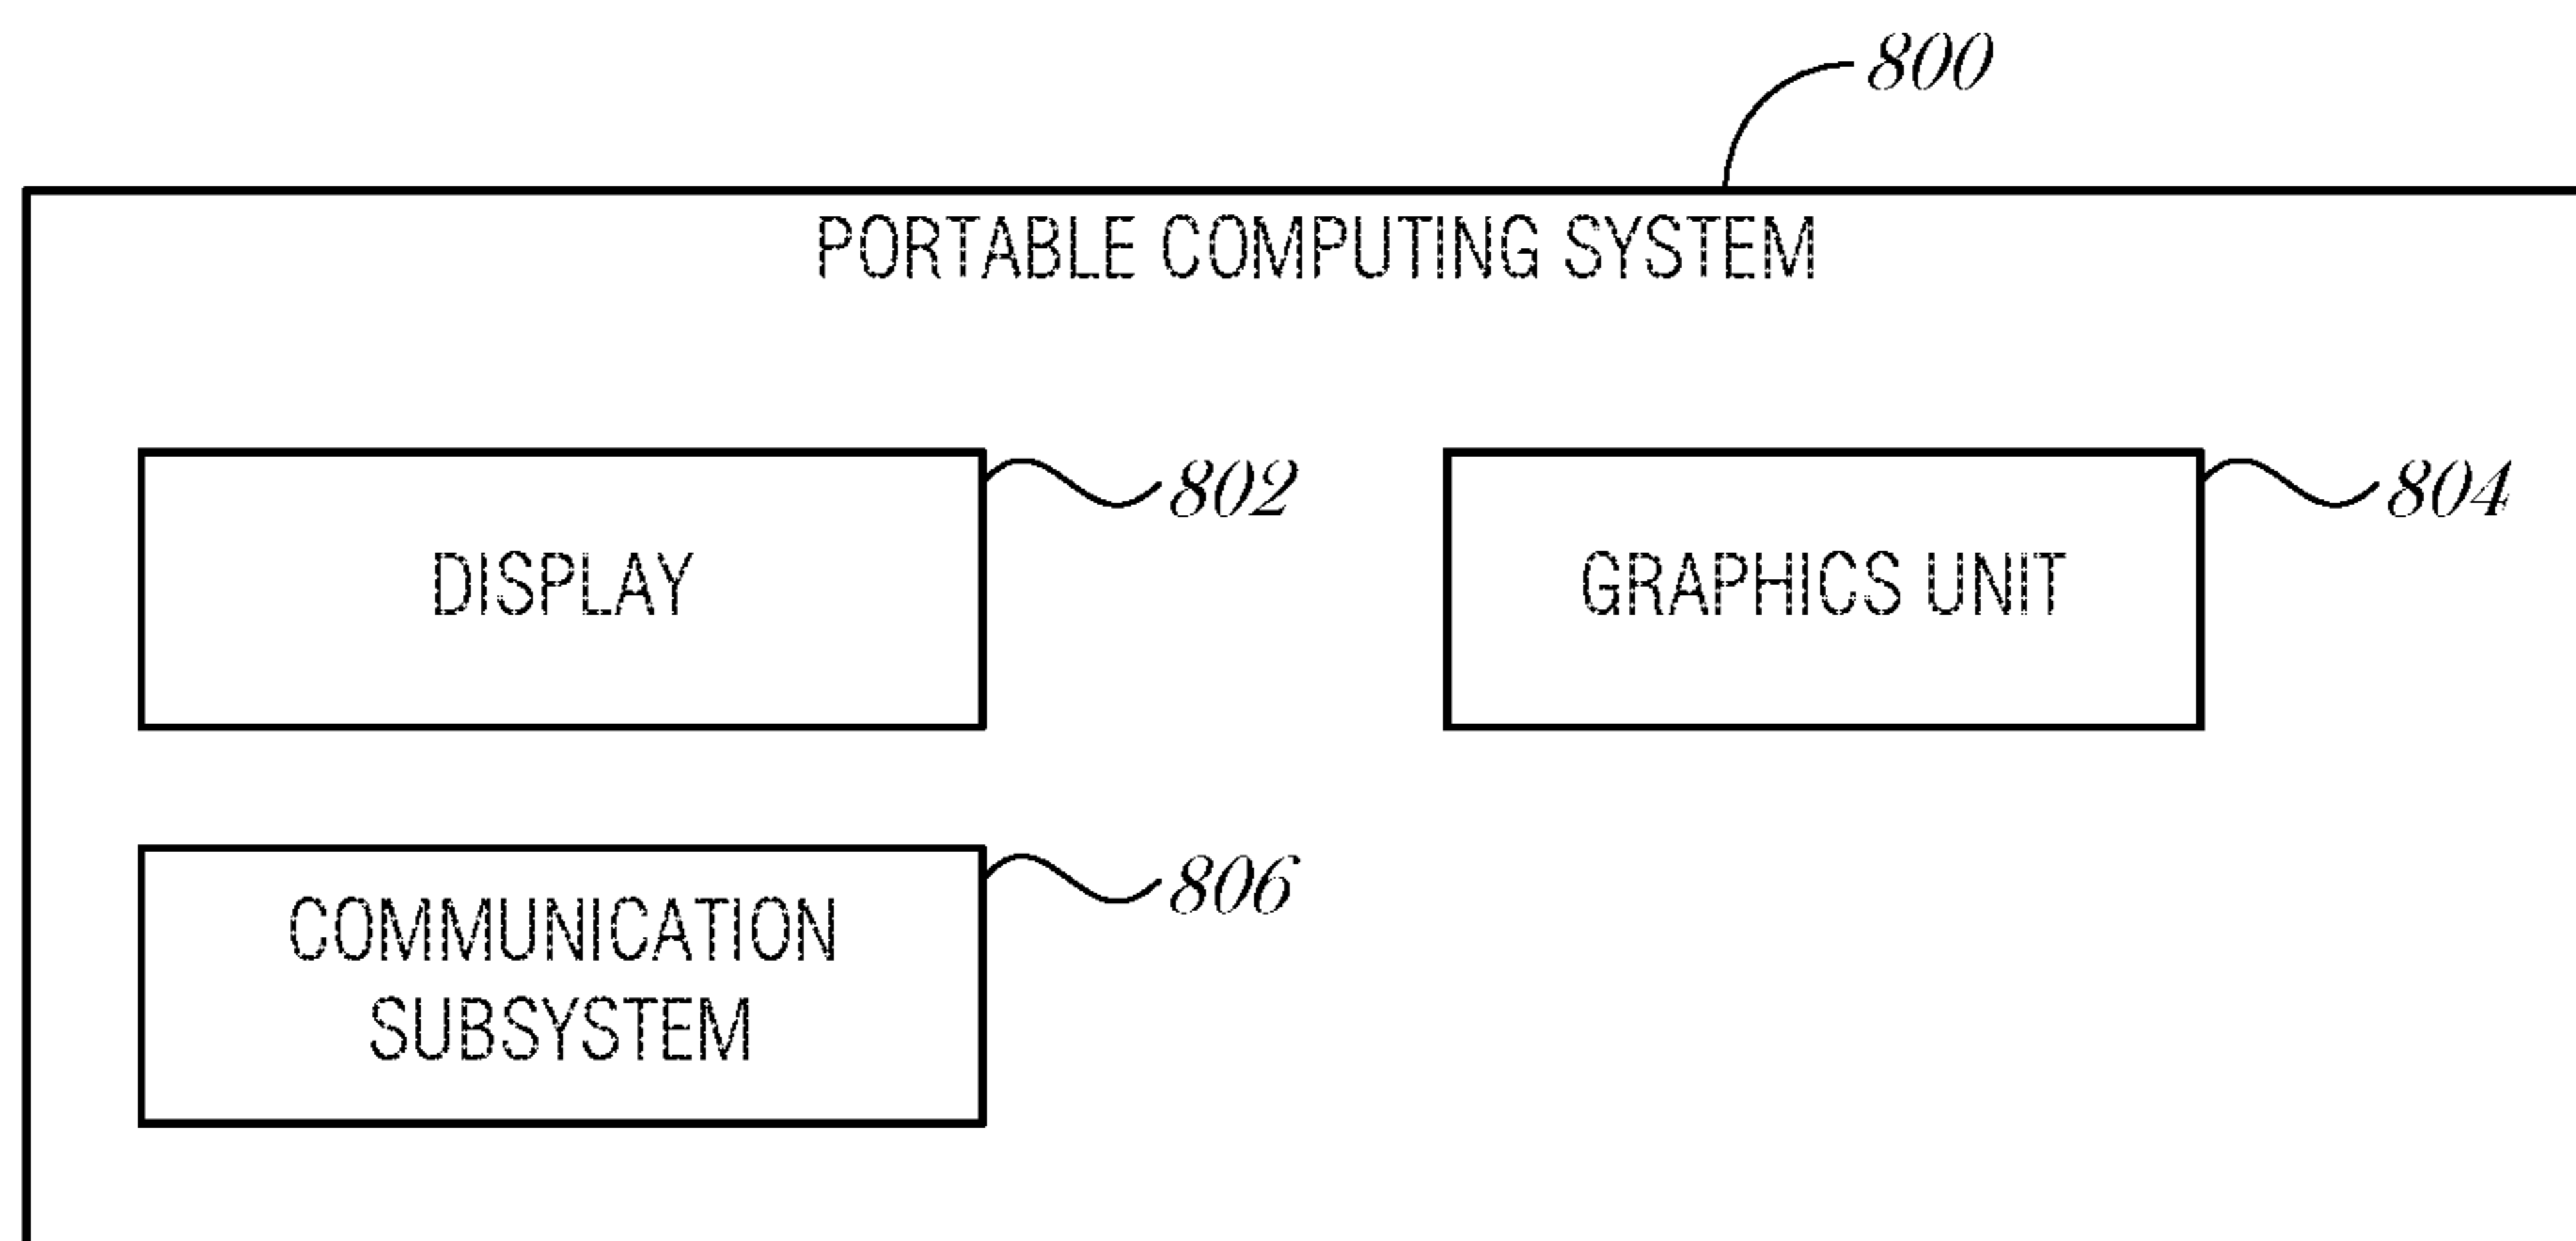 800
PORTABLE COMPUTING SYSTEM
802
804
DISPLAY
GRAPHICS UNIT
806
COMMUNICATION
SUBSYSTEM